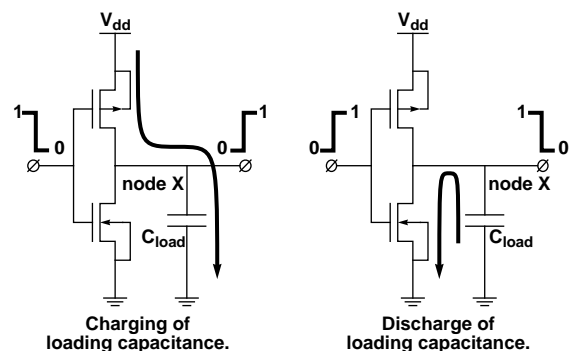 Vdd
1
0
1
0
node X
Cload
Charging of
loading capacitance.
Vdd
1
0
1
0
node X
Cload
Discharge of
loading capacitance.